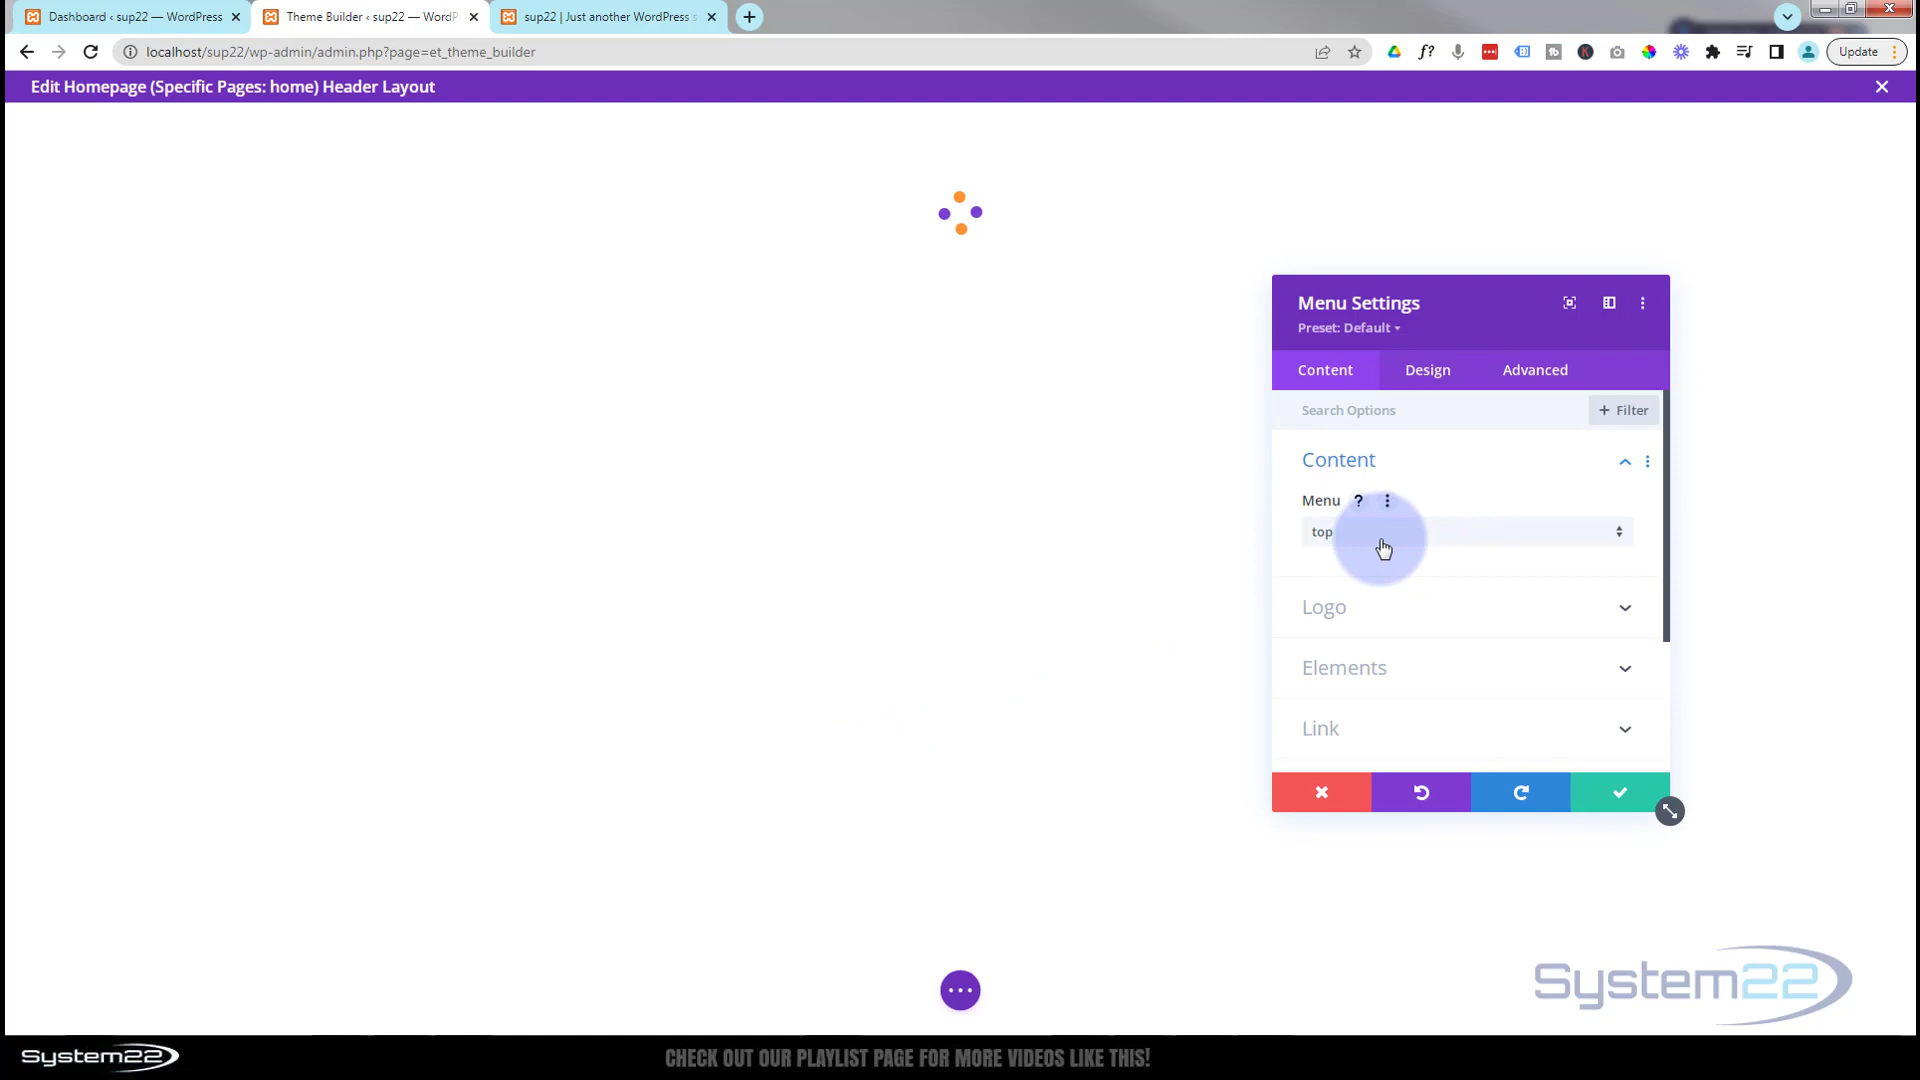 Dashboard ‹ sup22 — WordPress
Theme Builder ‹ sup22 — WordP
sup22 | Just another WordPress s
localhost/sup22/wp-admin/admin.php?page=et_theme_builder
Update
Edit Homepage (Specific Pages: home) Header Layout
Menu Settings
Preset: Default
Content
Design
Advanced
Search Options
+ Filter
Content
Menu ?
top
Logo
Elements
Link
System22
System22
CHECK OUT OUR PLAYLIST PAGE FOR MORE VIDEOS LIKE THIS!